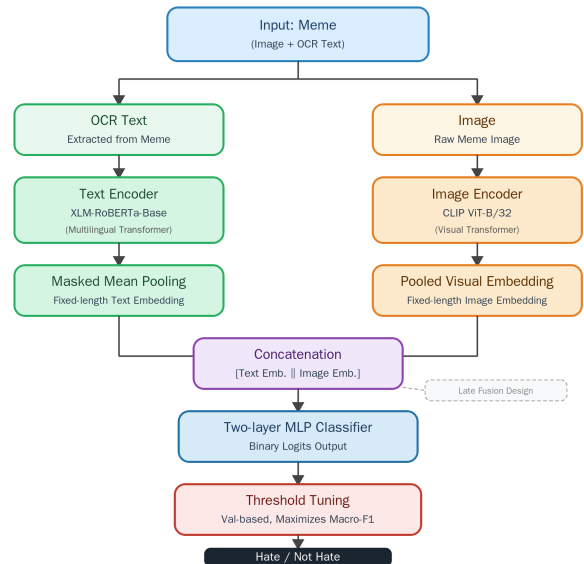 Input: Meme
(Image + OCR Text)
OCR Text
Extracted from Meme
Image
Raw Meme Image
Text Encoder
XLM-RoBERTa-Base
(Multilingual Transformer)
Image Encoder
CLIP ViT-B/32
(Visual Transformer)
Masked Mean Pooling
Fixed-length Text Embedding
Pooled Visual Embedding
Fixed-length Image Embedding
Concatenation
[Text Emb. ∥ Image Emb.]
Late Fusion Design
Two-layer MLP Classifier
Binary Logits Output
Threshold Tuning
Val-based, Maximizes Macro-F1
Hate / Not Hate